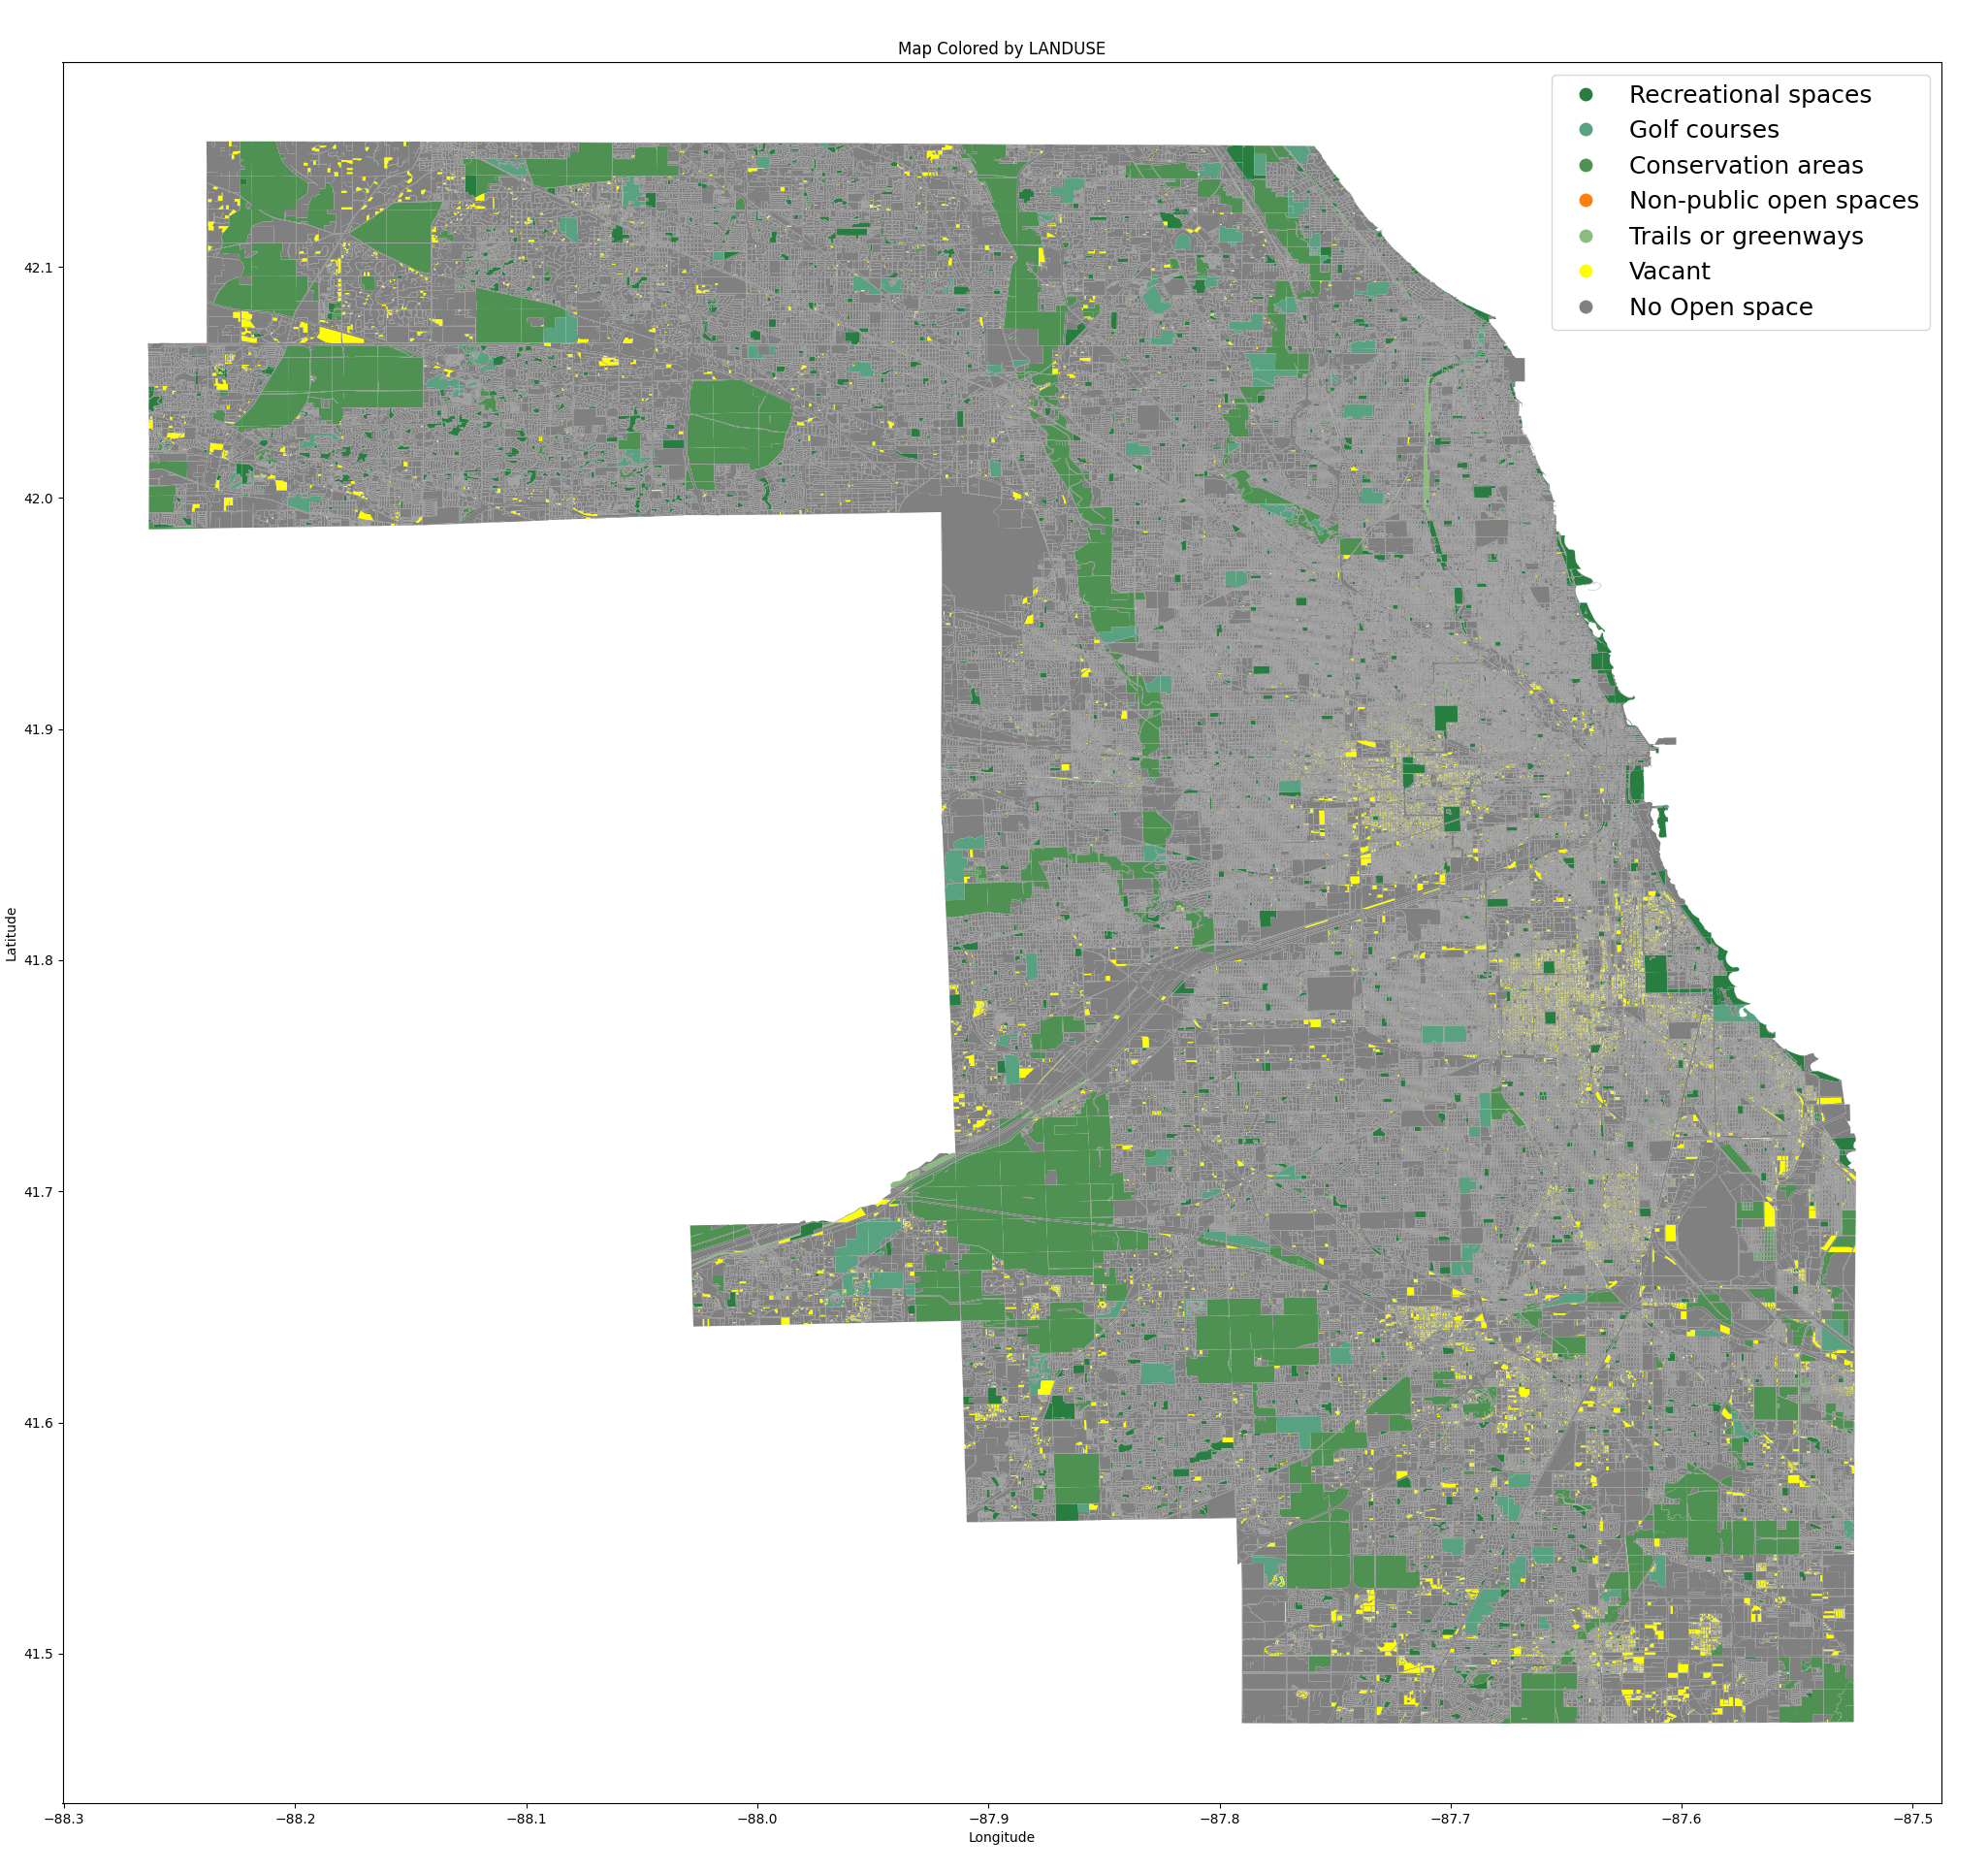 Map Colored by LANDUSE
Recreational spaces
Golf courses
Conservation areas
Non-public open spaces
Trails or greenways
Vacant
No Open space
Latitude
42.1
42.0
41.9
41.8
41.7
41.6
41.5
−88.3 −88.2 −88.1 −88.0 −87.9 −87.8 −87.7 −87.6 −87.5
Longitude